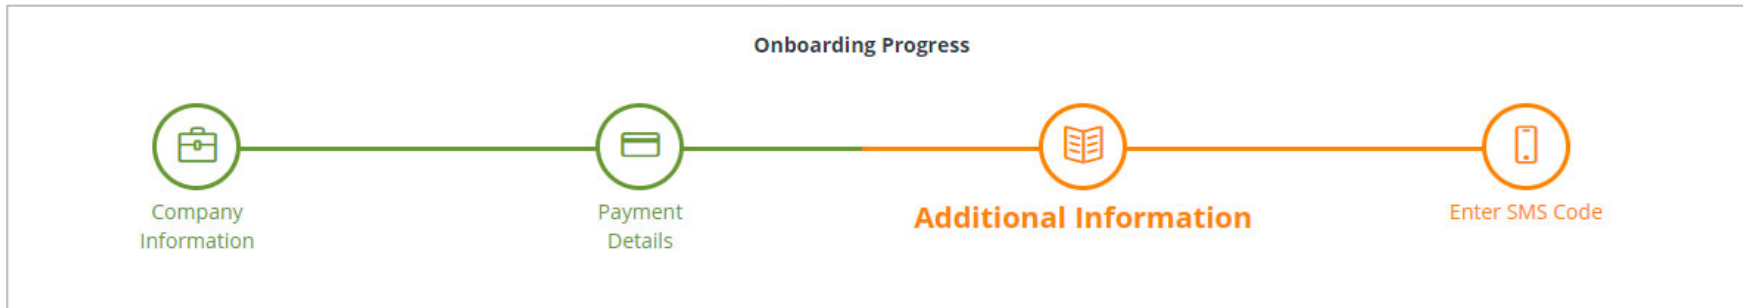 Onboarding Progress
Company
Information
Payment
Details
Additional Information
Enter SMS Code